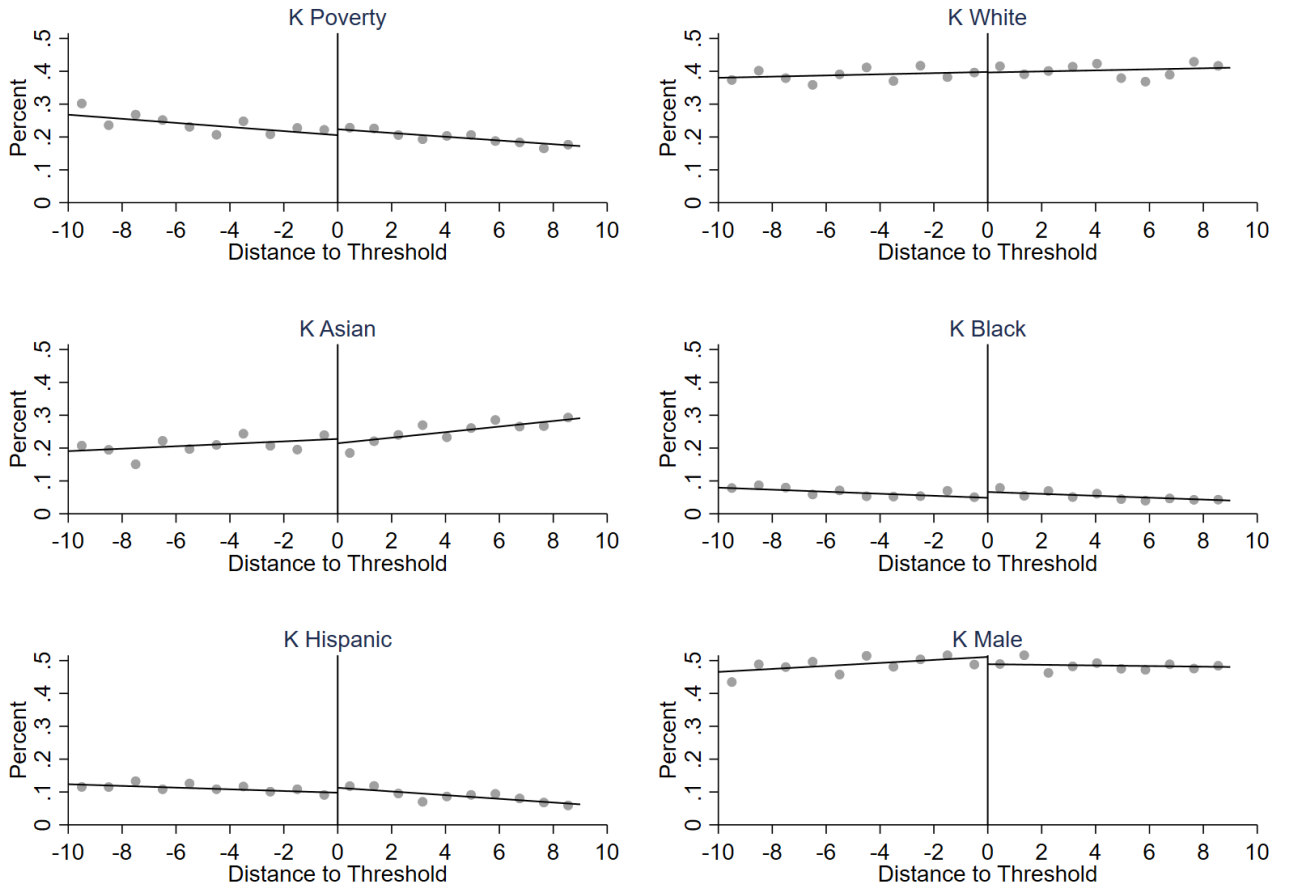 K Poverty
Percent
.5
.4
.3
.2
.1
0
-10 -8 -6 -4 -2 0 2 4 6 8 10
Distance to Threshold
K White
Percent
.5
.4
.3
.2
.1
0
-10 -8 -6 -4 -2 0 2 4 6 8 10
Distance to Threshold
K Asian
Percent
.5
.4
.3
.2
.1
0
-10 -8 -6 -4 -2 0 2 4 6 8 10
Distance to Threshold
K Black
Percent
.5
.4
.3
.2
.1
0
-10 -8 -6 -4 -2 0 2 4 6 8 10
Distance to Threshold
K Hispanic
Percent
.5
.4
.3
.2
.1
0
-10 -8 -6 -4 -2 0 2 4 6 8 10
Distance to Threshold
K Male
Percent
.5
.4
.3
.2
.1
0
-10 -8 -6 -4 -2 0 2 4 6 8 10
Distance to Threshold